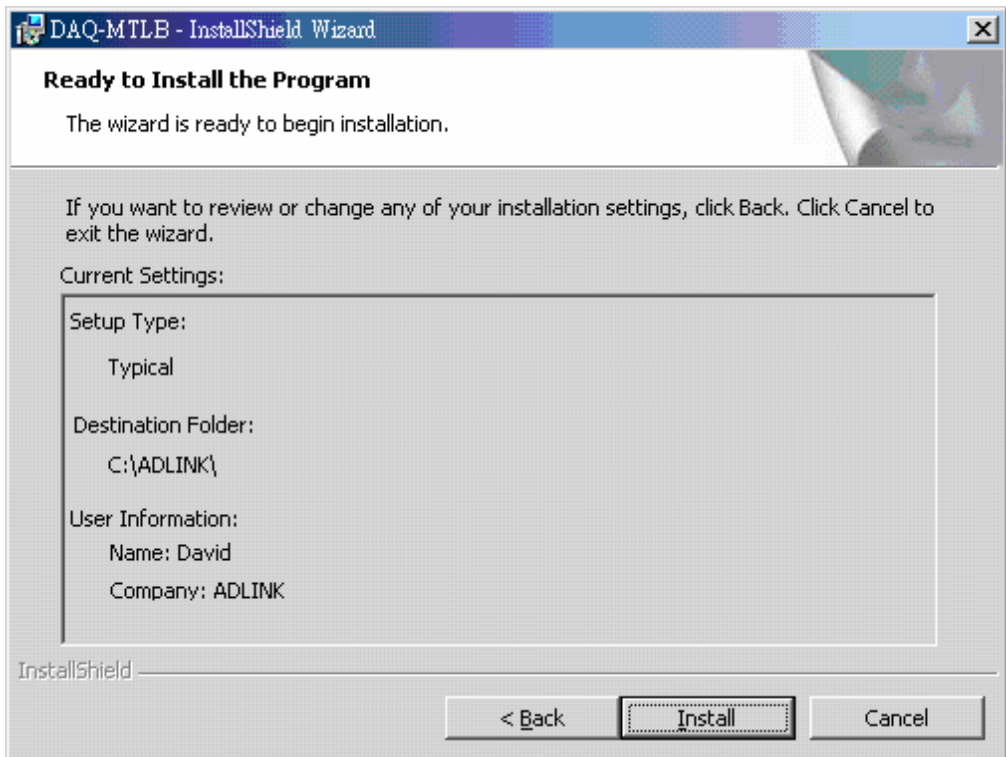 DAQ-MTLB - InstallShield Wizard
Ready to Install the Program
The wizard is ready to begin installation.
If you want to review or change any of your installation settings, click Back. Click Cancel to
exit the wizard.
Current Settings:
Setup Type:
Typical
Destination Folder:
C:\ADLINK\
User Information:
Name: David
Company: ADLINK
InstallShield
< Back
Install
Cancel